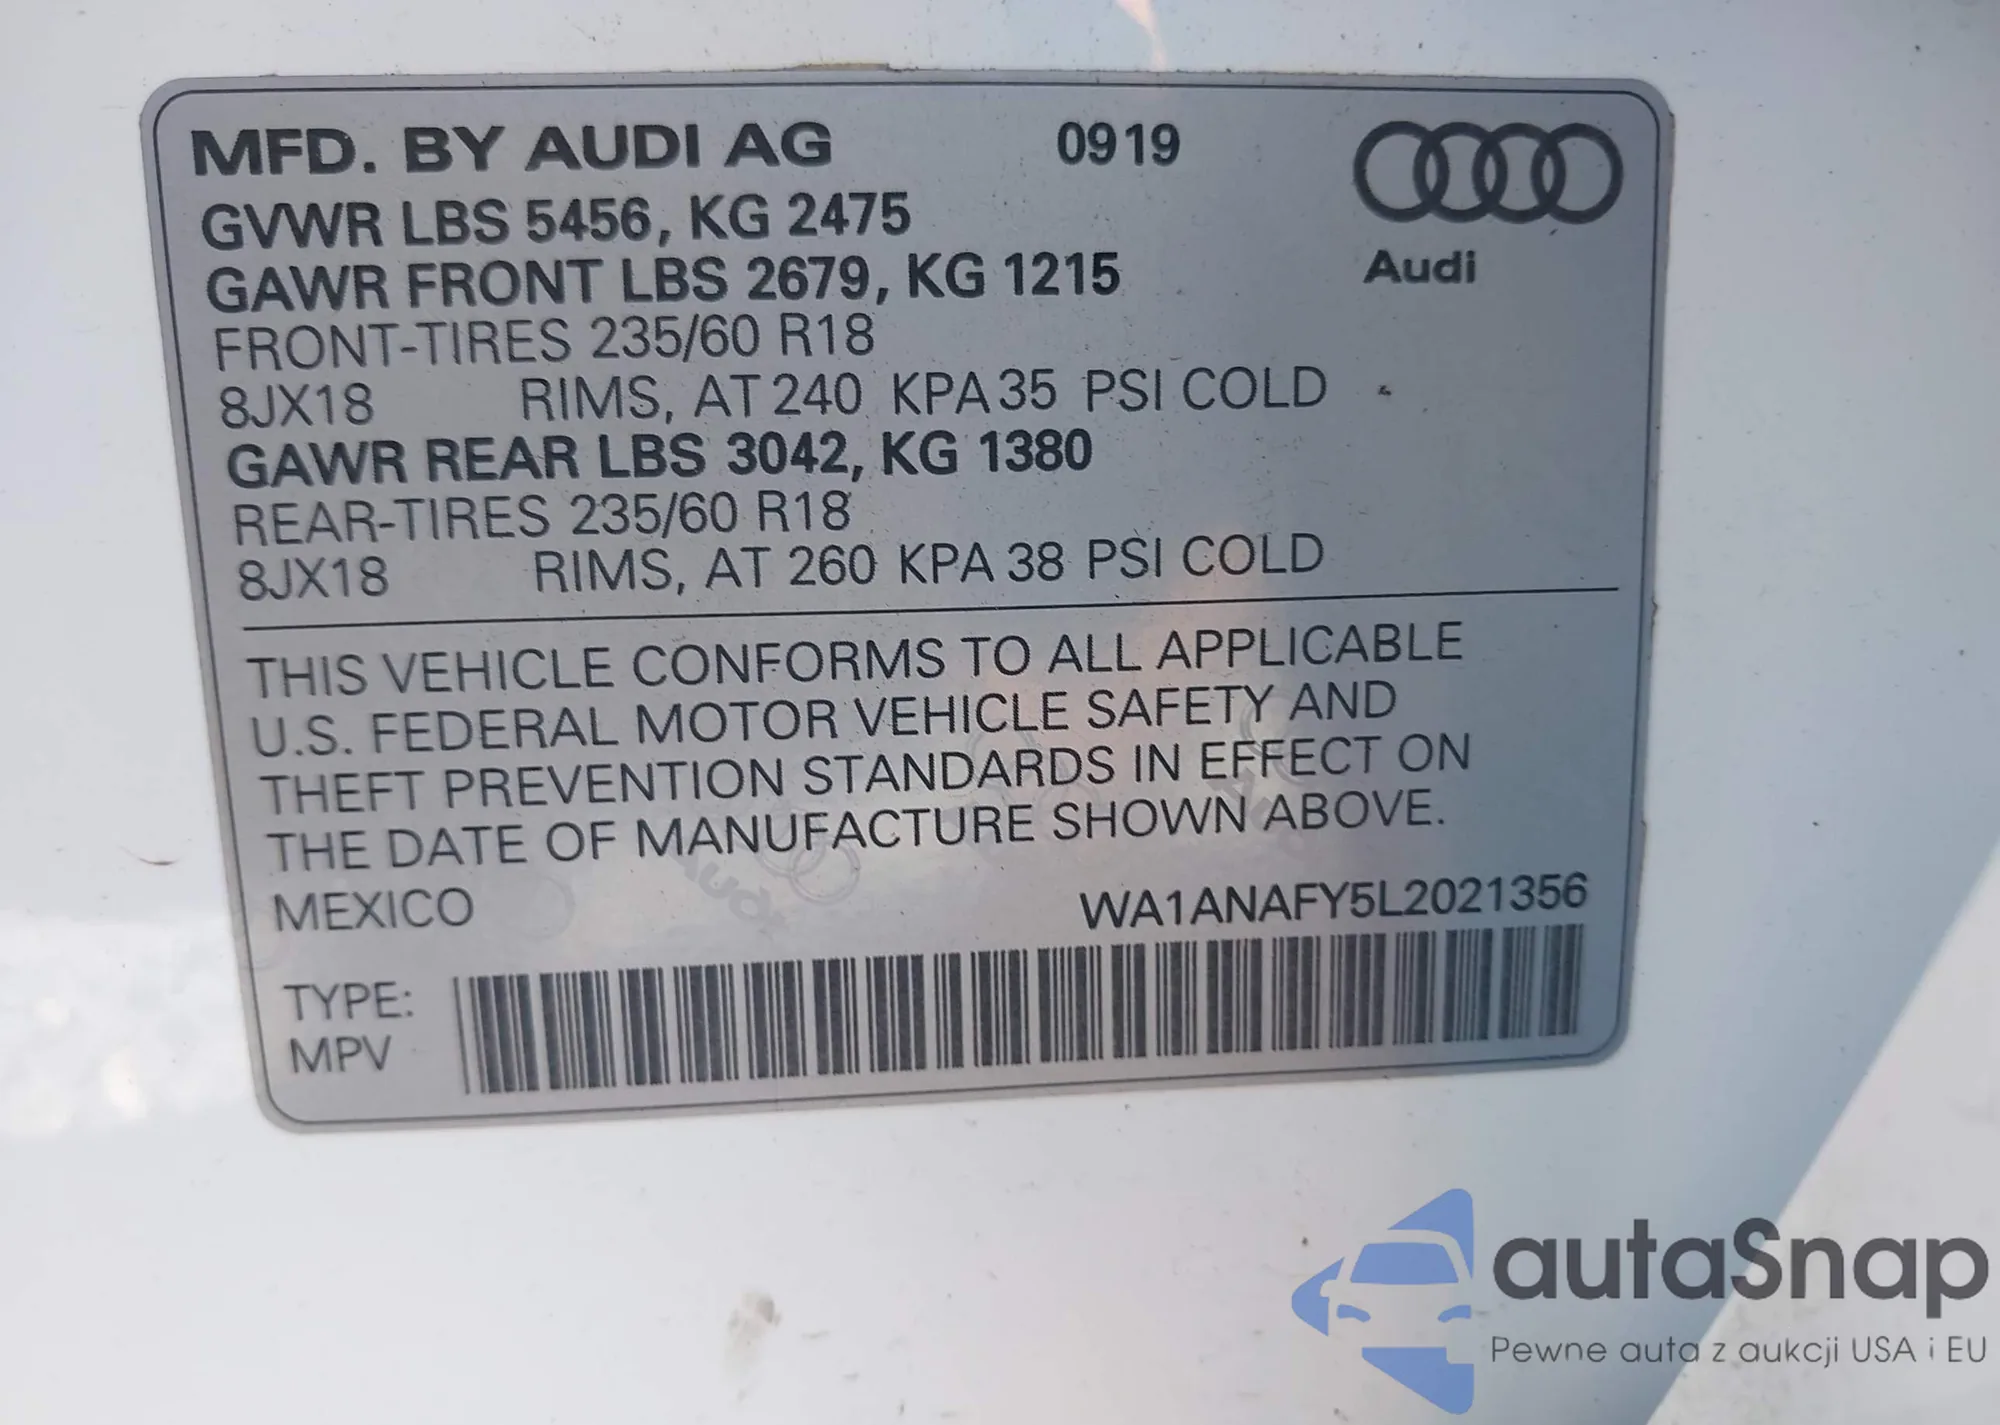 MFD. BY AUDI AG 0919
GVWR LBS 5456, KG 2475
GAWR FRONT LBS 2679, KG 1215
Audi
FRONT-TIRES 235/60 R18
8JX18 RIMS, AT 240 KPA 35 PSI COLD
GAWR REAR LBS 3042, KG 1380
REAR-TIRES 235/60 R18
8JX18 RIMS, AT 260 KPA 38 PSI COLD
THIS VEHICLE CONFORMS TO ALL APPLICABLE
U.S. FEDERAL MOTOR VEHICLE SAFETY AND
THEFT PREVENTION STANDARDS IN EFFECT ON
THE DATE OF MANUFACTURE SHOWN ABOVE.
MEXICO WA1ANAFY5L2021356
TYPE:
MPV
autaSnap
Pewne auta z aukcji USA i EU